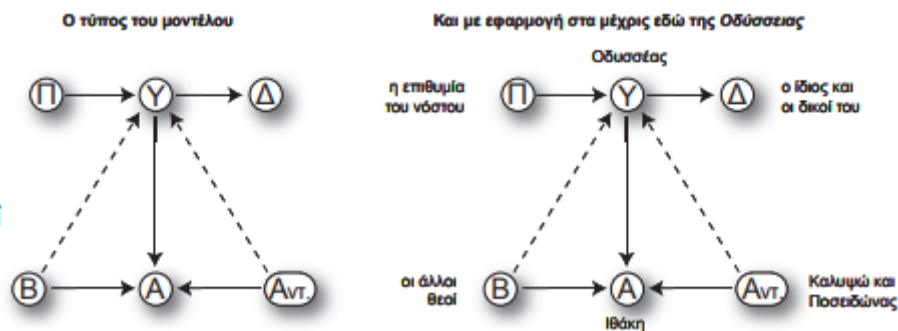 Ο τύπος του μοντέλου
Και με εφαρμογή στα μέχρις εδώ της Οδύσσειας
Π
Υ
Δ
Β
Α
Αντ.
Οδυσσέας
η επιθυμία
του νόστου
Π
Υ
Δ
ο ίδιος και
οι δικοί του
οι άλλοι
θεοί
Β
Α
Αντ.
Καλυψώ και
Ποσειδώνας
Ιθάκη